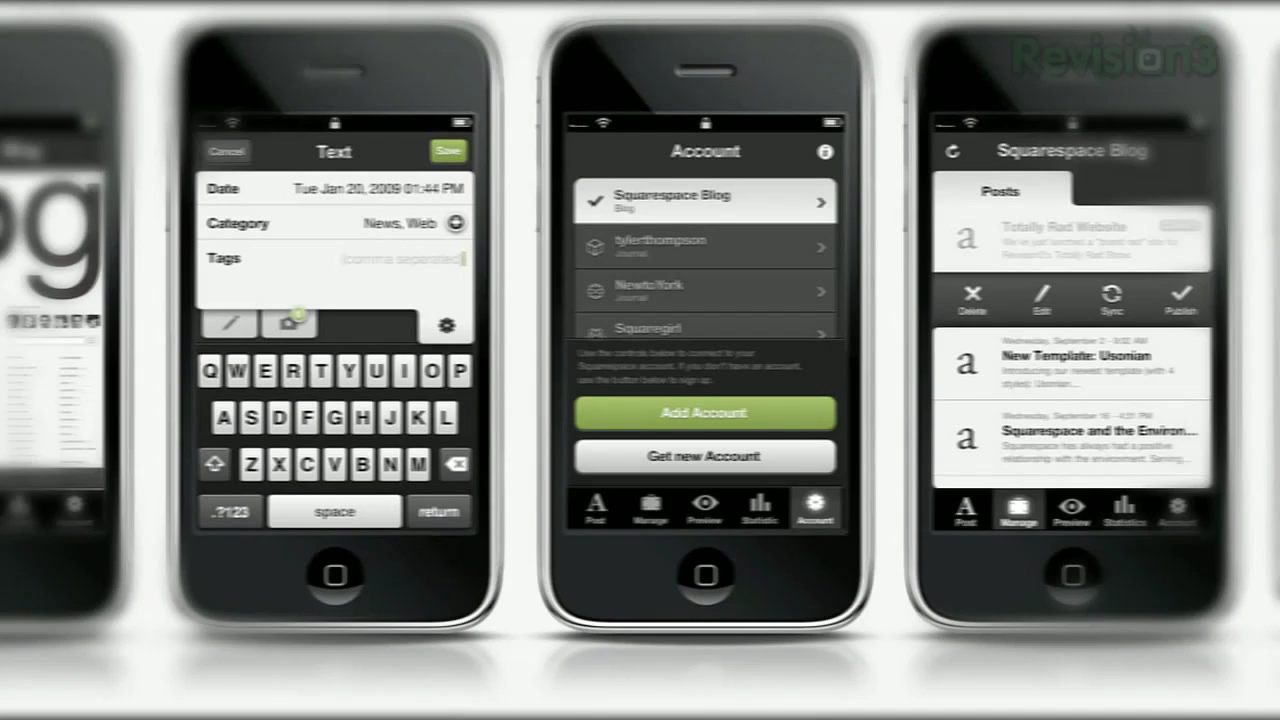 Revision3
og
Cancel
Text
Save
Date
Tue Jan 20, 2009 01:44 PM
Category
News, Web
Tags
(comma separated)
Q W E R T Y U I O P
A S D F G H J K L
Z X C V B N M
.?123
space
return
Account
Squarespace Blog
Blog
tylerthompson
Journal
NewtoYork
Journal
Squaregirl
Use the controls below to connect to your
Squarespace account. If you don't have an account,
use the button below to sign up.
Add Account
Get new Account
Post
Manage
Preview
Statistic
Account
Squarespace Blog
Posts
a
Totally Rad Website
We've just launched a "brand new" site for
Revision3's Totally Rad Show.
Delete
Edit
Sync
Publish
a
Wednesday, September 2 - 9:02 AM
New Template: Usonian
Introducing our newest template (with 4
styles): Usonian...
a
Wednesday, September 16 - 4:51 PM
Squarespace and the Environ...
Squarespace has always had a positive
relationship with the environment. Serving...
Post
Manage
Preview
Statistics
Account